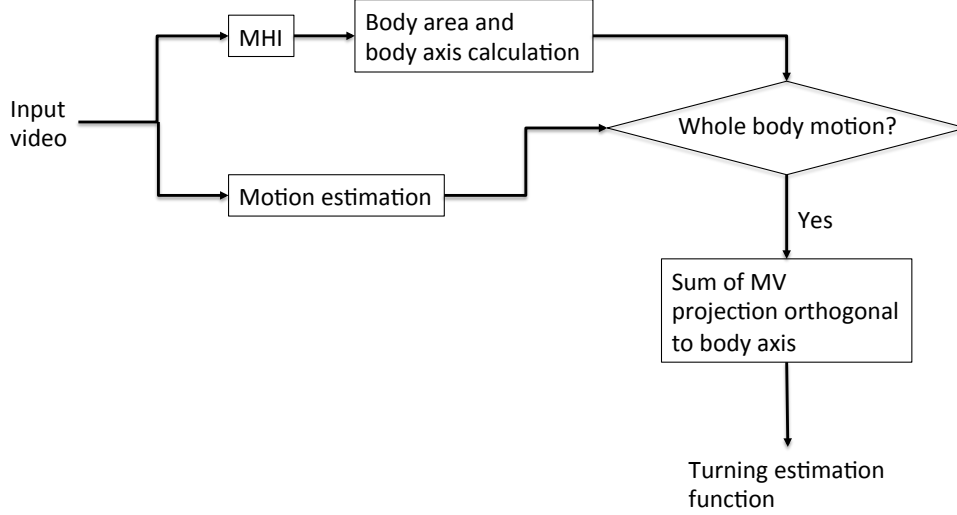 MHI
Body area and
body axis calculation
Input
video
Whole body motion?
Motion estimation
Yes
Sum of MV
projection orthogonal
to body axis
Turning estimation
function